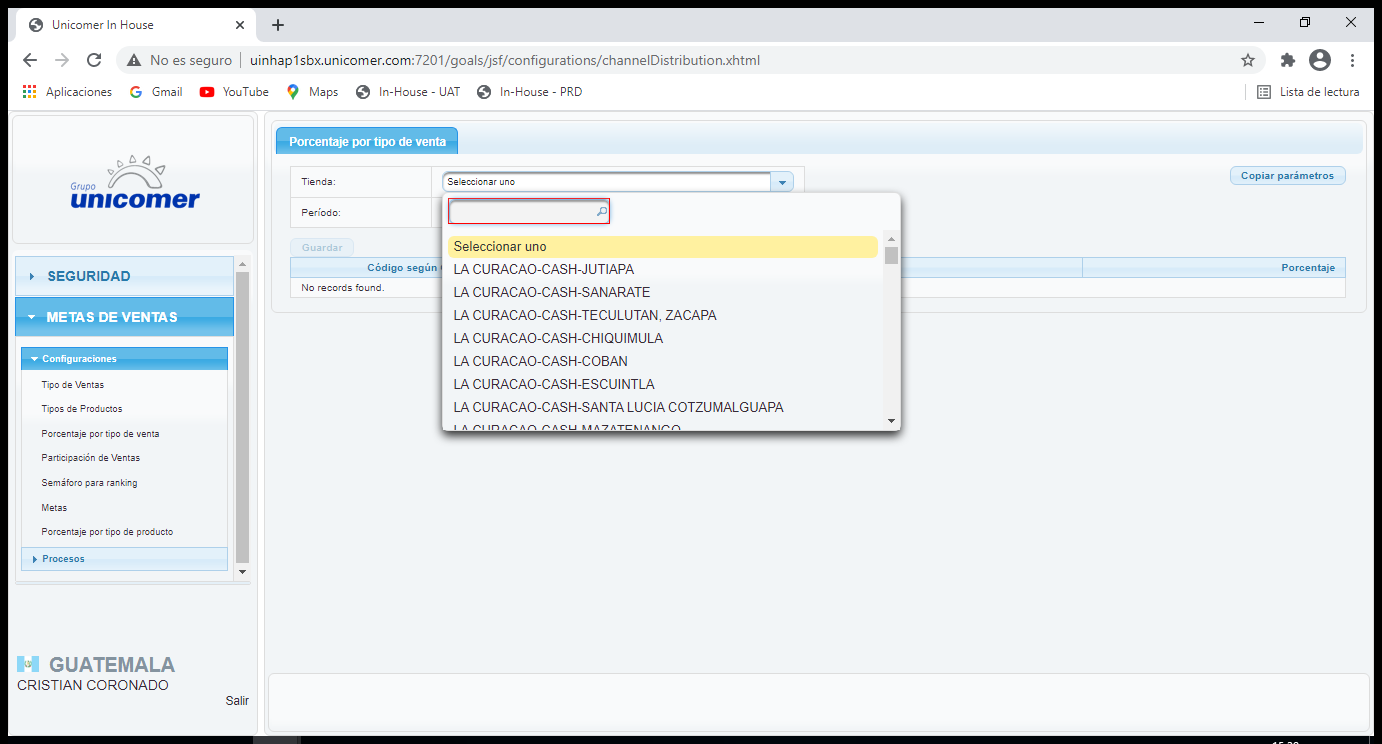 Unicomer In House
No es seguro
uinhap1sbx.unicomer.com:7201/goals/jsf/configurations/channelDistribution.xhtml
Aplicaciones
Gmail
YouTube
Maps
In-House - UAT
In-House - PRD
Lista de lectura
Grupo
unicomer
SEGURIDAD
METAS DE VENTAS
Configuraciones
Tipo de Ventas
Tipos de Productos
Porcentaje por tipo de venta
Participación de Ventas
Semáforo para ranking
Metas
Porcentaje por tipo de producto
Procesos
GUATEMALA
CRISTIAN CORONADO
Salir
Porcentaje por tipo de venta
Tienda:
Seleccionar uno
Copiar parámetros
Período:
Guardar
Código según
Porcentaje
No records found.
Seleccionar uno
LA CURACAO-CASH-JUTIAPA
LA CURACAO-CASH-SANARATE
LA CURACAO-CASH-TECULUTAN, ZACAPA
LA CURACAO-CASH-CHIQUIMULA
LA CURACAO-CASH-COBAN
LA CURACAO-CASH-ESCUINTLA
LA CURACAO-CASH-SANTA LUCIA COTZUMALGUAPA
LA CURACAO-CASH-MAZATENANGO